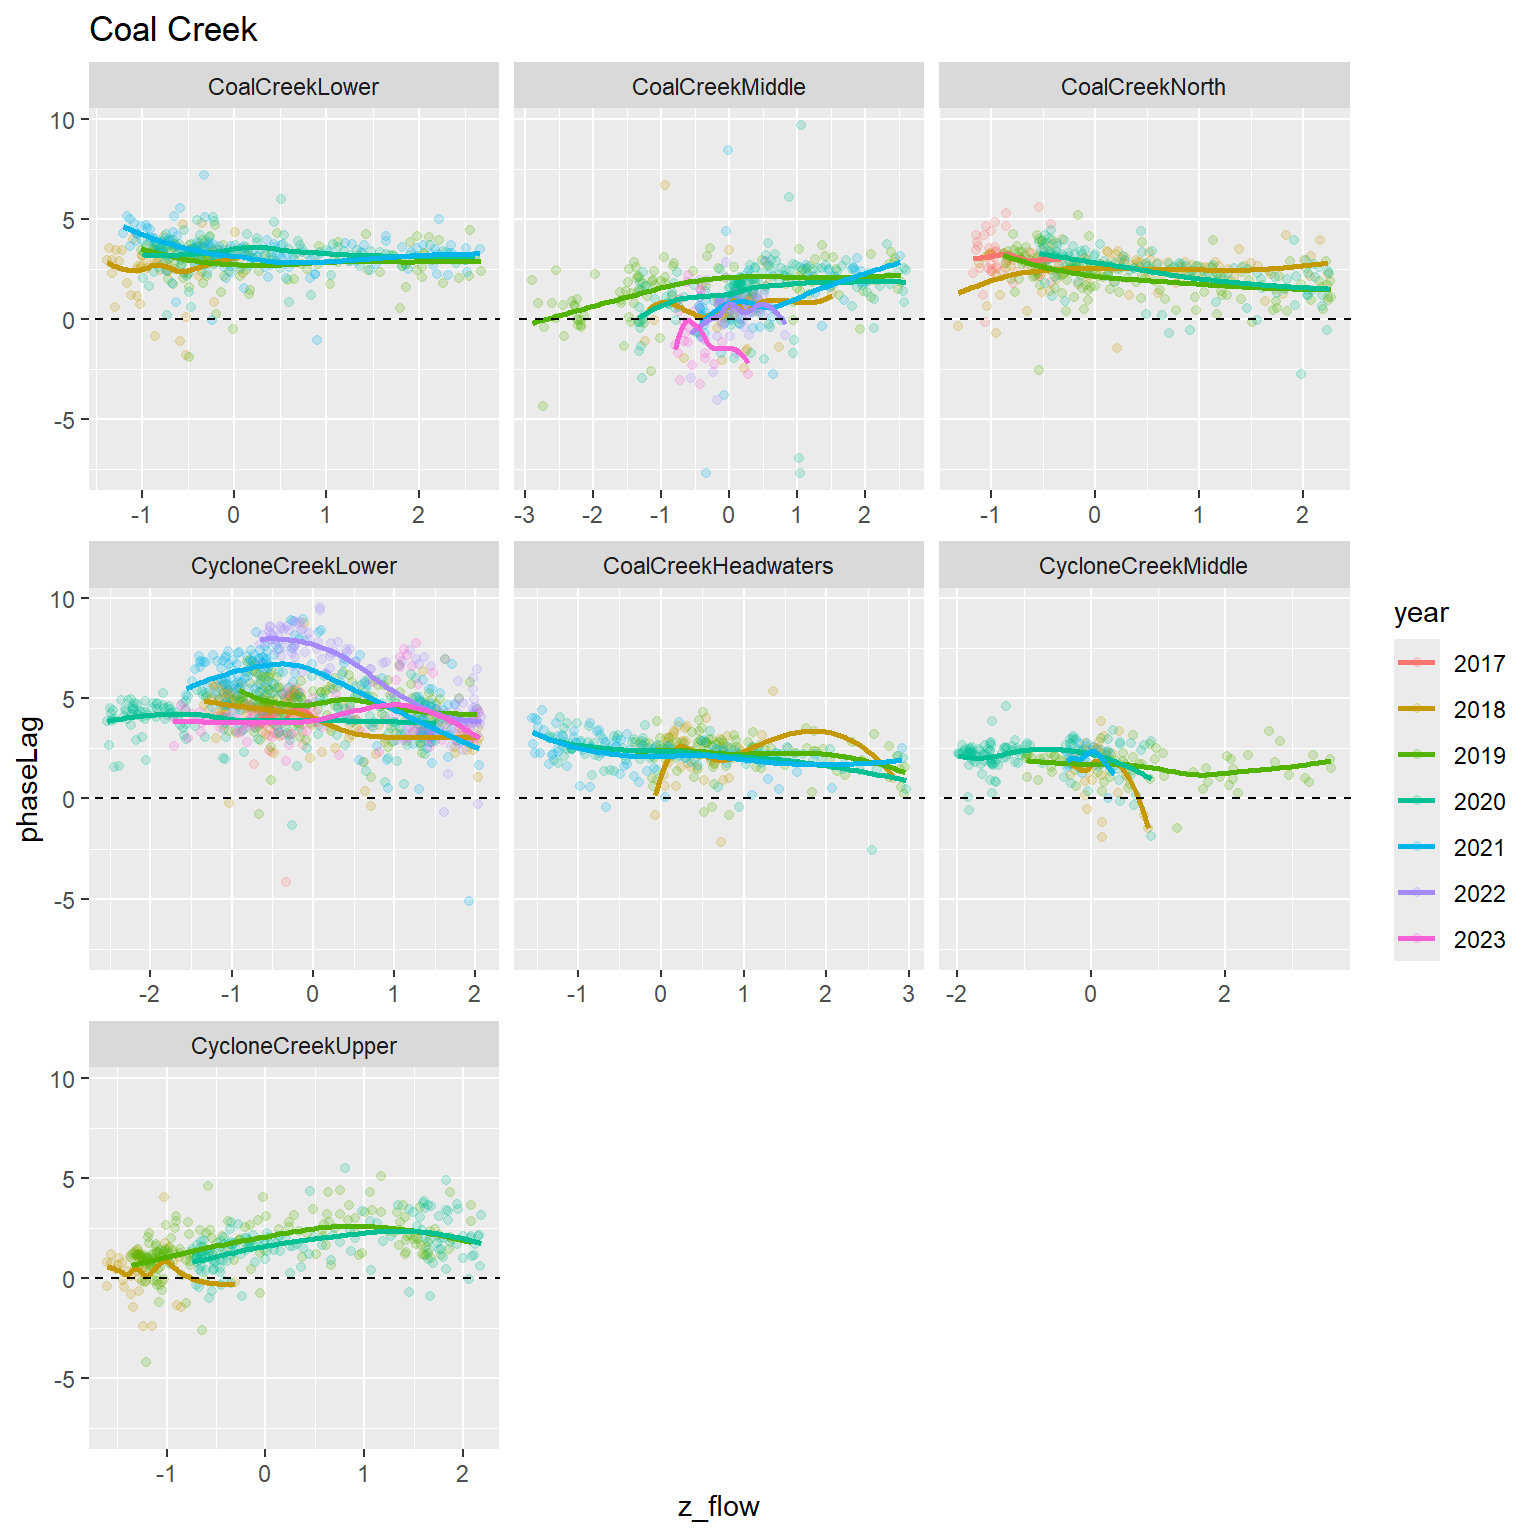 Coal Creek
CoalCreekLower CoalCreekMiddle CoalCreekNorth
10
5
0
-5
-1 0 1 2 -3 -2 -1 0 1 2 -1 0 1 2
CycloneCreekLower CoalCreekHeadwaters CycloneCreekMiddle
10
5
0
-5
-2 -1 0 1 2 -1 0 1 2 3 -2 0 2
CycloneCreekUpper
10
5
0
-5
-1 0 1 2
phaseLag
z_flow
year
2017
2018
2019
2020
2021
2022
2023